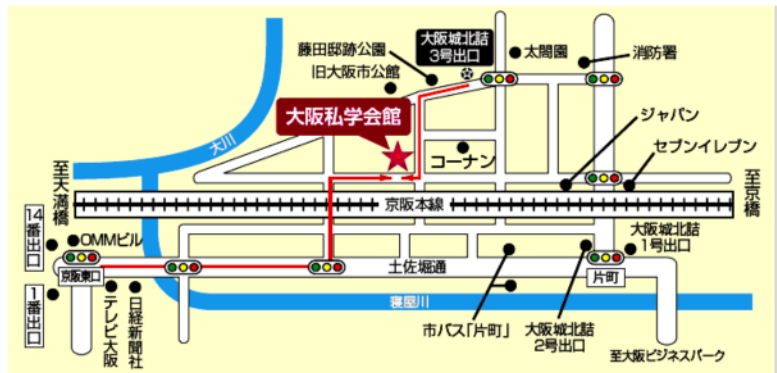 藤田邸跡公園
旧大阪市公館
大阪城北詰
3号出口
太閤園
消防署
大阪私学会館
大川
コーナン
ジャパン
セブンイレブン
至天満橋
京阪本線
至京橋
14番出口
OMMビル
京阪東口
1番出口
テレビ大阪
日経新聞社
土佐堀通
大阪城北詰
1号出口
片町
寝屋川
市バス「片町」
大阪城北詰
2号出口
至大阪ビジネスパーク